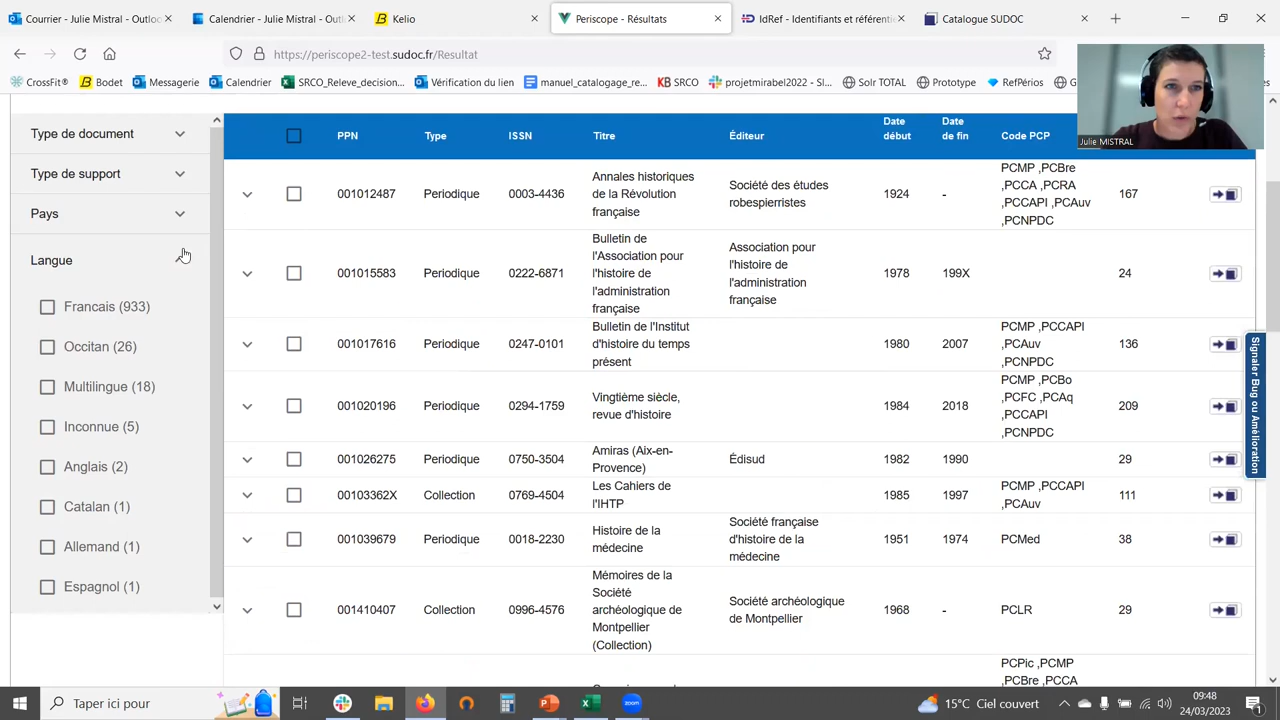 Courrier - Julie Mistral - Outloo
Calendrier - Julie Mistral - Outl
Kelio
Periscope - Résultats
IdRef - Identifiants et référentie
Catalogue SUDOC
https://periscope2-test.sudoc.fr/Resultat
CrossFit®
Bodet
Messagerie
Calendrier
SRCO_Releve_decision...
Vérification du lien
manuel_catalogage_re...
KB SRCO
projetmirabel2022 - Sl...
Solr TOTAL
Prototype
RefPérios
Julie MISTRAL
Type de document
Type de support
Pays
Langue
Francais (933)
Occitan (26)
Multilingue (18)
Inconnue (5)
Anglais (2)
Catalan (1)
Allemand (1)
Espagnol (1)
PPN Type ISSN Titre Éditeur Date début Date de fin Code PCP
001012487 Periodique 0003-4436 Annales historiques de la Révolution française Société des études robespierristes 1924 - PCMP ,PCBre ,PCCA ,PCRA ,PCCAPI ,PCAuv ,PCNPDC 167
001015583 Periodique 0222-6871 Bulletin de l'Association pour l'histoire de l'administration française Association pour l'histoire de l'administration française 1978 199X 24
001017616 Periodique 0247-0101 Bulletin de l'Institut d'histoire du temps présent 1980 2007 PCMP ,PCCAPI ,PCAuv ,PCNPDC 136
001020196 Periodique 0294-1759 Vingtième siècle, revue d'histoire 1984 2018 PCMP ,PCBo ,PCFC ,PCAq ,PCCAPI ,PCNPDC 209
001026275 Periodique 0750-3504 Amiras (Aix-en-Provence) Édisud 1982 1990 29
00103362X Collection 0769-4504 Les Cahiers de l'IHTP 1985 1997 PCMP ,PCCAPI ,PCAuv 111
001039679 Periodique 0018-2230 Histoire de la médecine Société française d'histoire de la médecine 1951 1974 PCMed 38
001410407 Collection 0996-4576 Mémoires de la Société archéologique de Montpellier (Collection) Société archéologique de Montpellier 1968 - PCLR 29
PCPic ,PCMP ,PCBre ,PCCA
Signaler Bug ou Amélioration
Taper ici pour
15°C Ciel couvert
09:48
24/03/2023